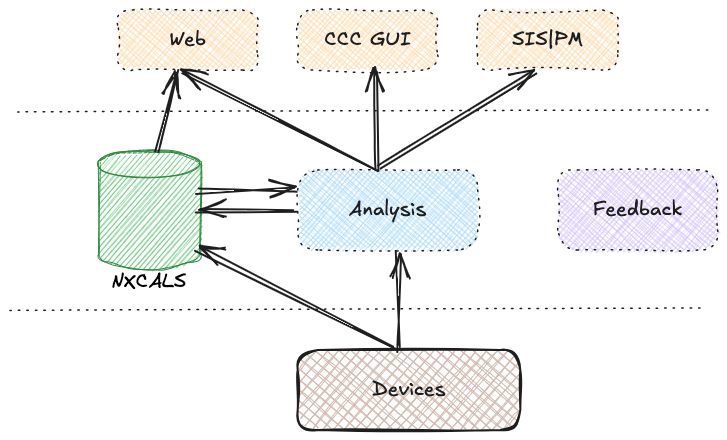 Web
CCC GUI
SIS|PM
Analysis
Feedback
NXCALS
Devices